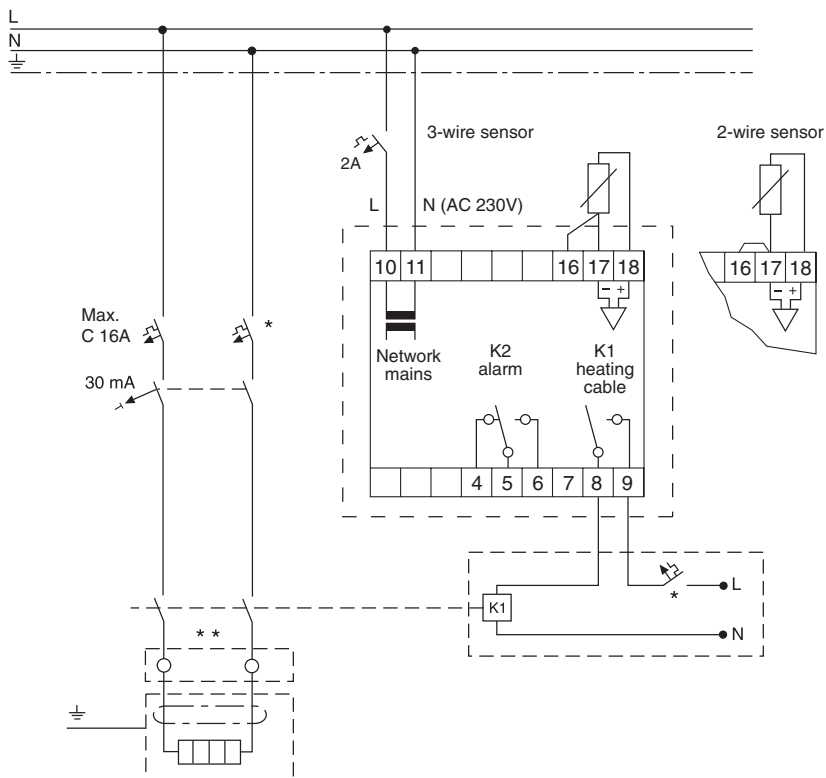 L
N
3-wire sensor
2-wire sensor
2A
L
N (AC 230V)
10 11 16 17 18
16 17 18
- +
- +
Max.
C 16A
*
Network
mains
K2
alarm
K1
heating
cable
30 mA
4 5 6 7 8 9
K1
*
L
N
* *